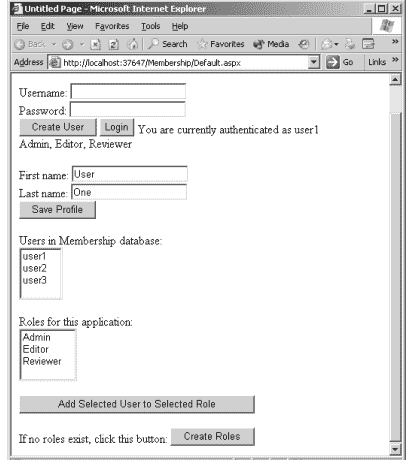 Untitled Page - Microsoft Internet Explorer
File Edit View Favorites Tools Help
Back Search Favorites Media
Address http://localhost:37647/Membership/Default.aspx Go Links »
Username:
Password:
Create User Login You are currently authenticated as user1
Admin, Editor, Reviewer
First name: User
Last name: One
Save Profile
Users in Membership database:
user1
user2
user3
Roles for this application:
Admin
Editor
Reviewer
Add Selected User to Selected Role
If no roles exist, click this button: Create Roles